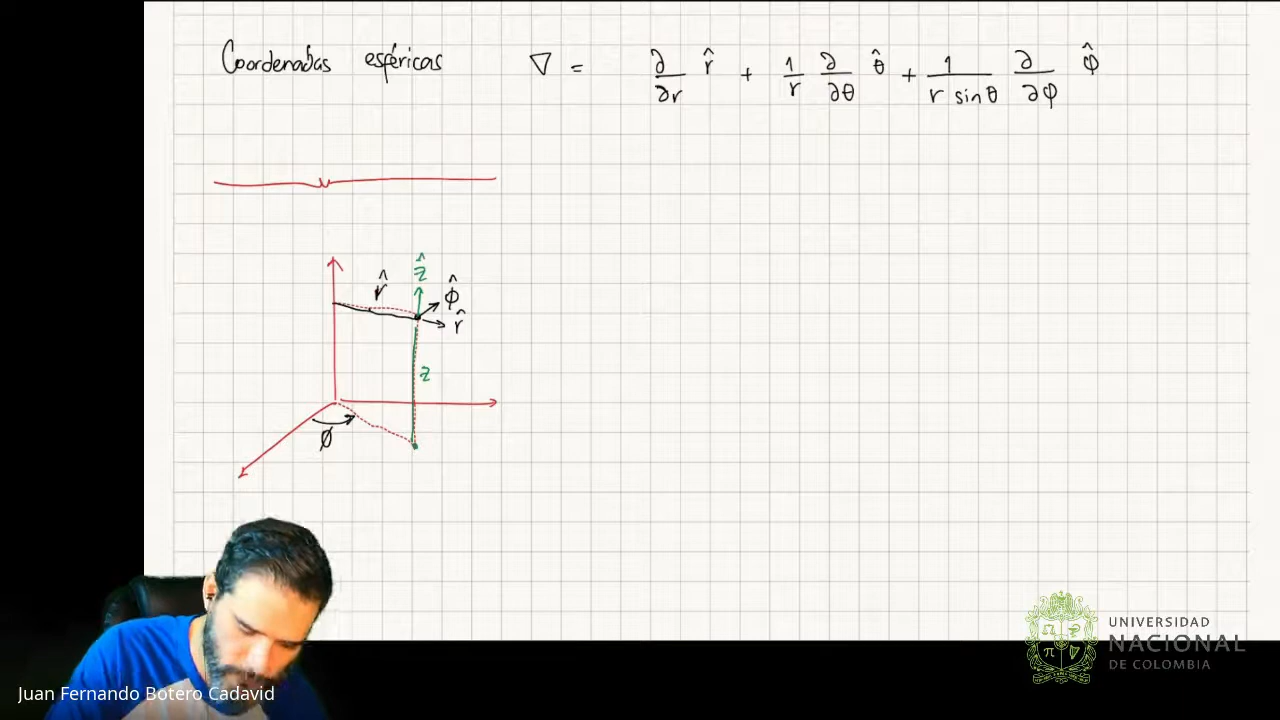 Coordenadas esféricas ∇ = ∂/∂r r̂ + 1/r ∂/∂θ θ̂ + 1/(r sinθ) ∂/∂φ φ̂
ẑ
r̂
φ̂
r̂
z
φ
UNIVERSIDAD
NACIONAL
DE COLOMBIA
Juan Fernando Botero Cadavid